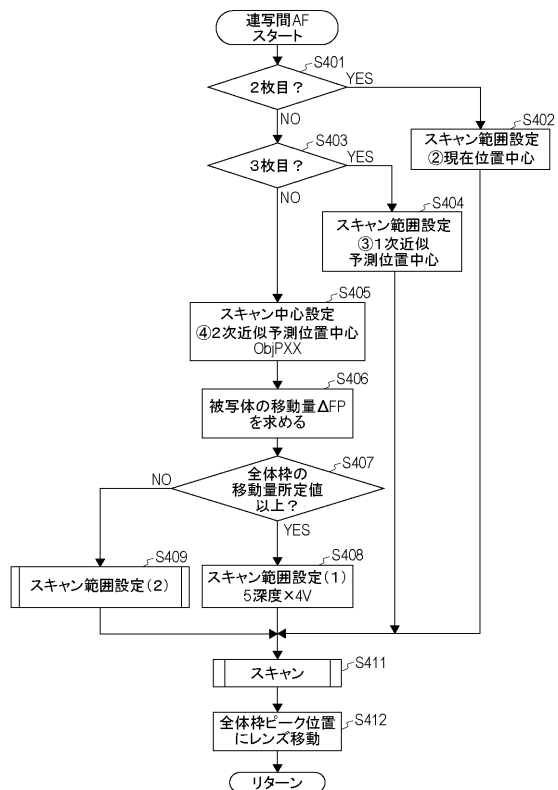 連写間AF
スタート
S401
2枚目?
YES
NO
S402
スキャン範囲設定
②現在位置中心
S403
3枚目?
YES
NO
S404
スキャン範囲設定
③1次近似
予測位置中心
S405
スキャン中心設定
④2次近似予測位置中心
ObjPXX
S406
被写体の移動量ΔFP
を求める
S407
全体枠の
移動量所定値
以上?
NO
YES
S409
スキャン範囲設定(2)
S408
スキャン範囲設定(1)
5深度×4V
S411
スキャン
S412
全体枠ピーク位置
にレンズ移動
リターン